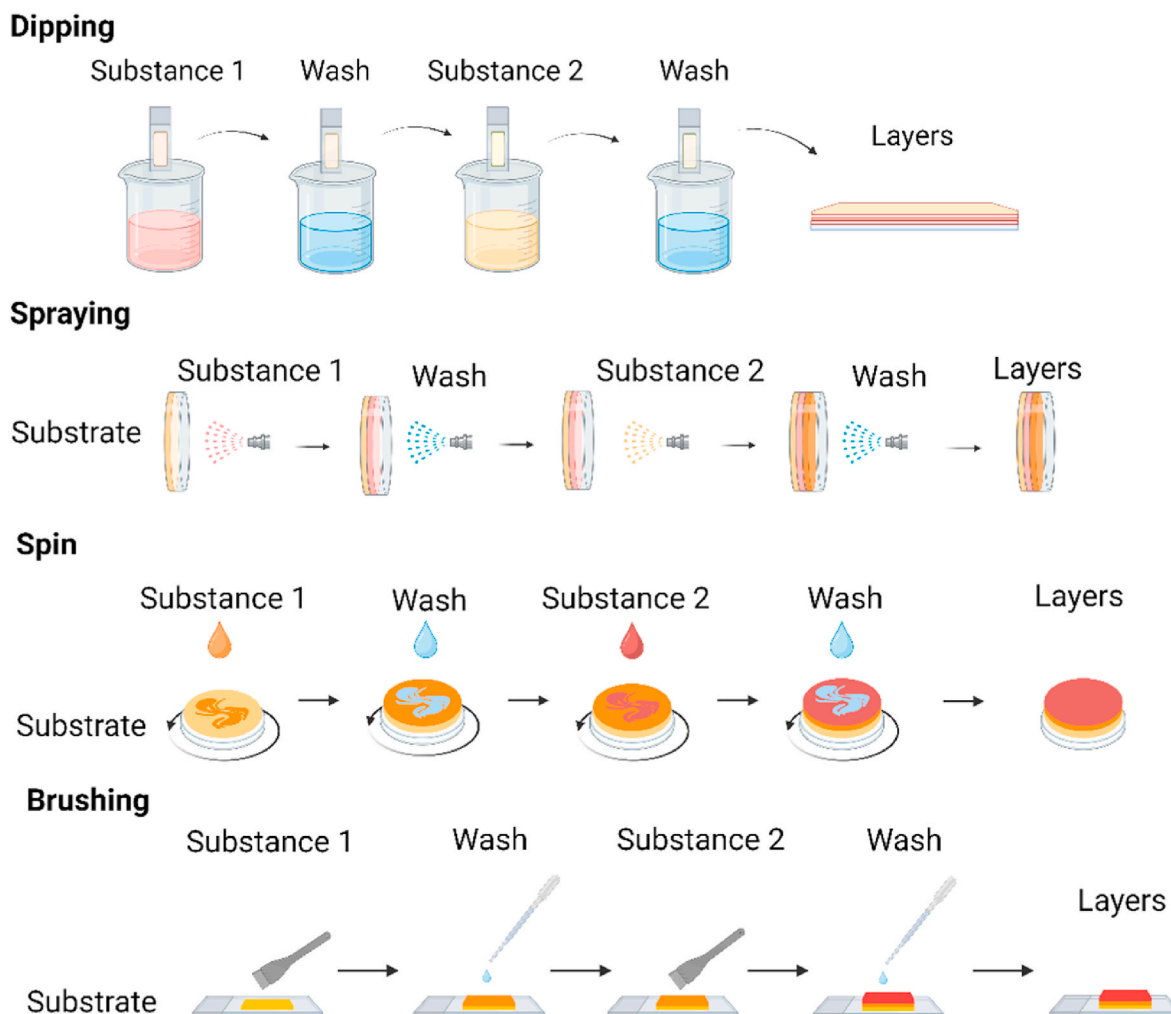 Dipping
Substance 1 Wash Substance 2 Wash
Layers
Spraying
Substance 1 Wash Substance 2 Wash Layers
Substrate
Spin
Substance 1 Wash Substance 2 Wash Layers
Substrate
Brushing
Substance 1 Wash Substance 2 Wash
Layers
Substrate